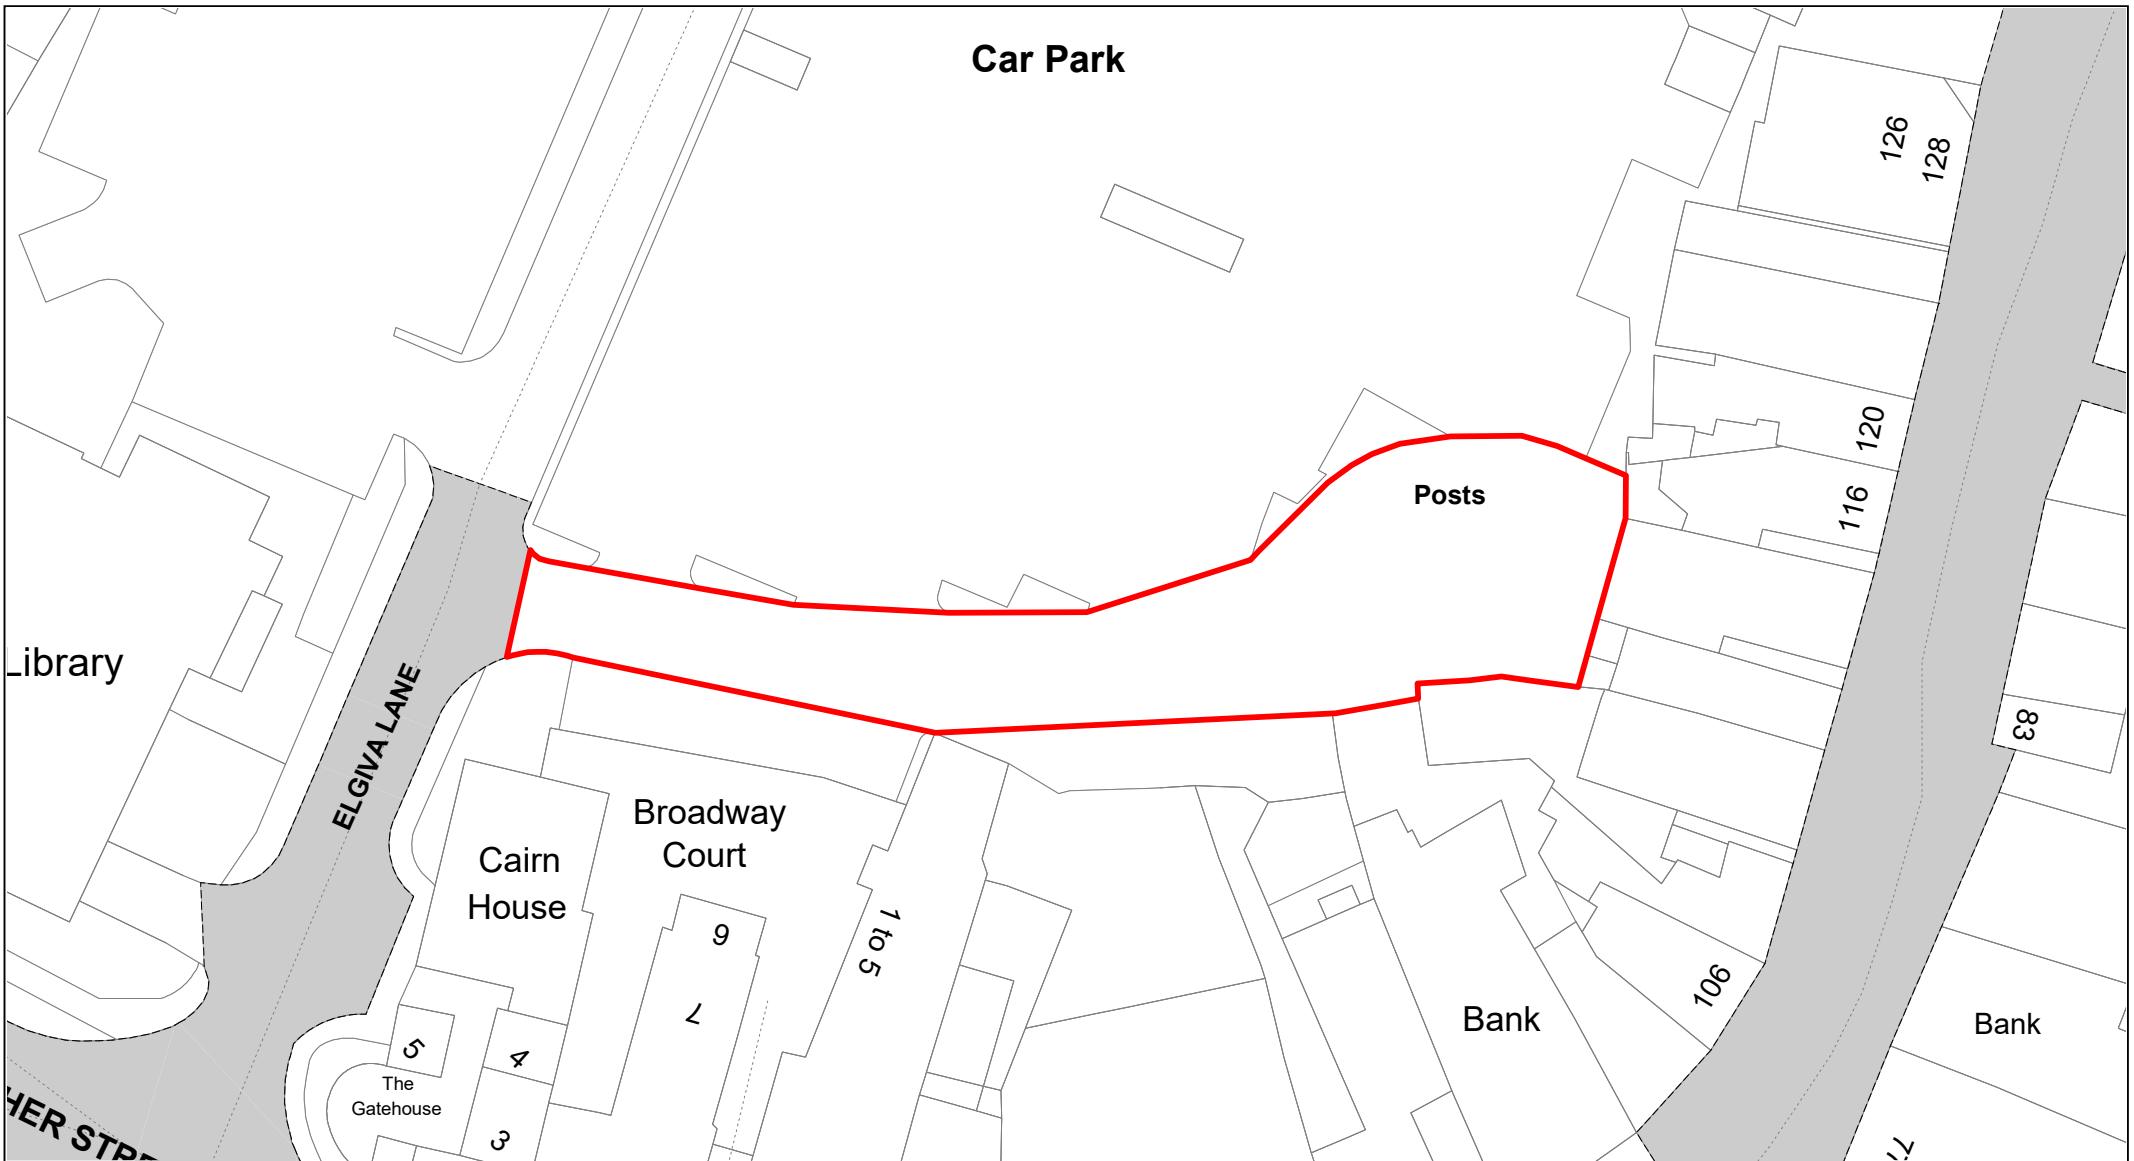 Car Park
126
128
120
Posts
116
Library
ELGIVA LANE
83
Broadway
Court
Cairn
House
1 to 5
6
7
106
Bank
Bank
5
4
The
Gatehouse
3